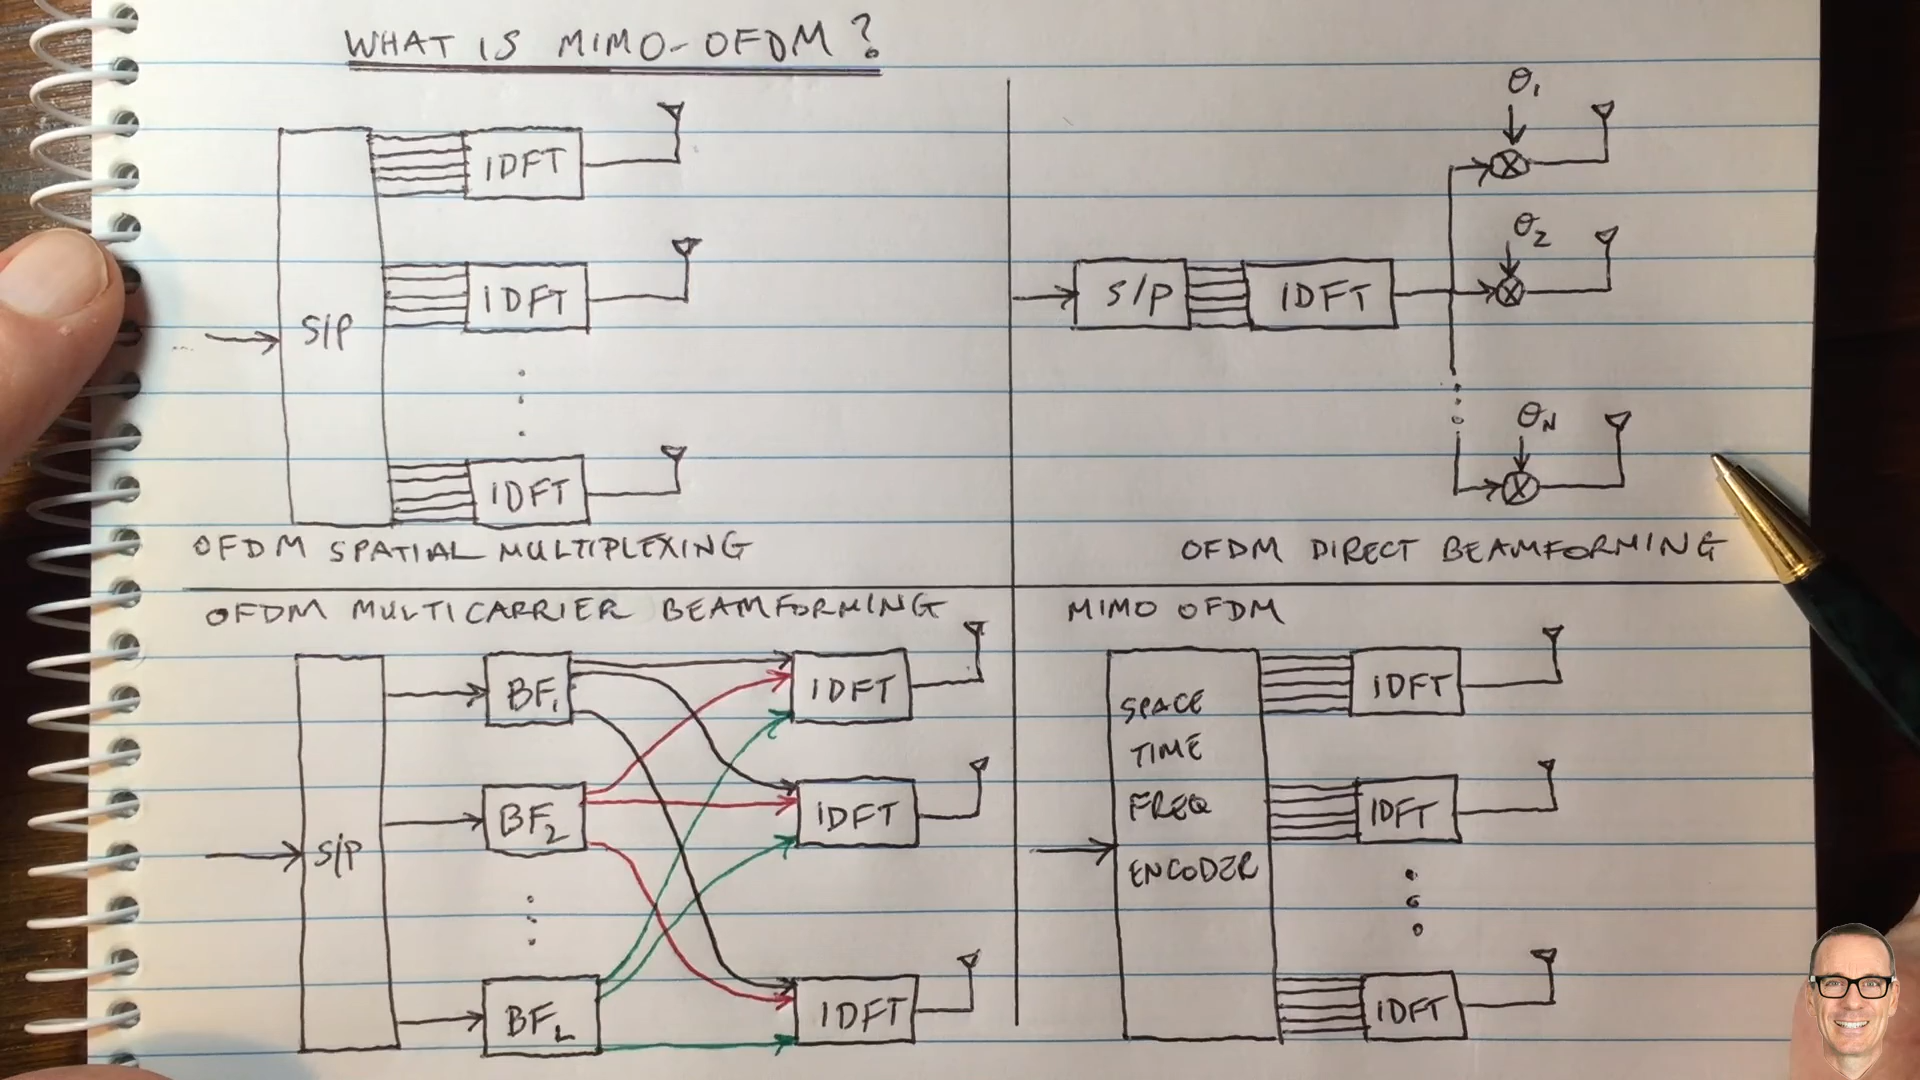 WHAT IS MIMO-OFDM?
S/P
IDFT
IDFT
IDFT
OFDM SPATIAL MULTIPLEXING
θ1
θ2
S/P
IDFT
θN
OFDM DIRECT BEAMFORMING
OFDM MULTICARRIER BEAMFORMING
S/P
BF1
BF2
BFL
IDFT
IDFT
IDFT
MIMO OFDM
SPACE
TIME
FREQ
ENCODER
IDFT
IDFT
IDFT